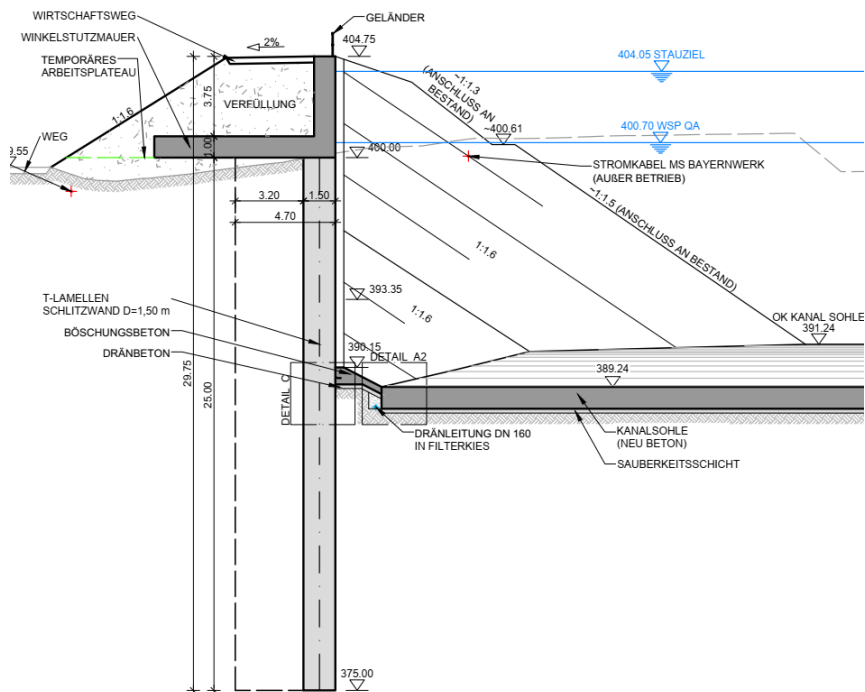 WIRTSCHAFTSWEG
WINKELSTUTZMAUER
TEMPORÄRES
ARBEITSPLATEAU
WEG
9.55
1:1.6
2%
GELÄNDER
404.75
3.75
VERFÜLLUNG
1.00
400.00
~1:1.3
(ANSCHLUSS AN
BESTAND)
~400.61
404.05 STAUZIEL
400.70 WSP QA
STROMKABEL MS BAYERNWERK
(AUßER BETRIEB)
3.20
1.50
4.70
1:1.6
~1:1.5 (ANSCHLUSS AN BESTAND)
T-LAMELLEN
SCHLITZWAND D=1,50 m
393.35
1:1.6
BÖSCHUNGSBETON
DRÄNBETON
390.15
DETAIL A2
OK KANAL SOHLE
391.24
389.24
29.75
25.00
DETAIL C
DRÄNLEITUNG DN 160
IN FILTERKIES
KANALSOHLE
(NEU BETON)
SAUBERKEITSSCHICHT
375.00